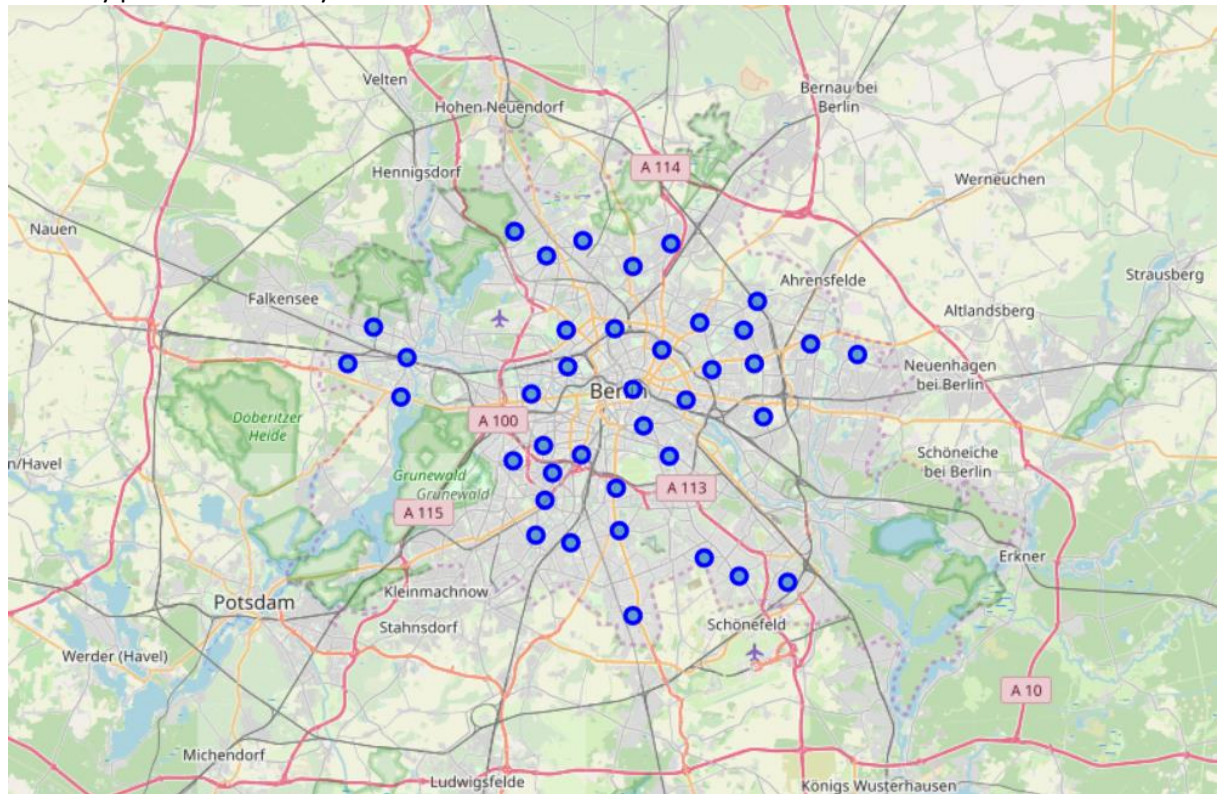 Velten
Bernau bei
Berlin
Hohen Neuendorf
A 114
Hennigsdorf
Werneuchen
Nauen
Strausberg
Ahrensfelde
Falkensee
Altlandsberg
Neuenhagen
bei Berlin
Döberitzer
Heide
A 100
n/Havel
Grunewald
Grunewald
Schöneiche
bei Berlin
A 113
A 115
Erkner
Kleinmachnow
Potsdam
Stahnsdorf
Schönefeld
Werder (Havel)
A 10
Michendorf
Ludwigsfelde
Königs Wusterhausen